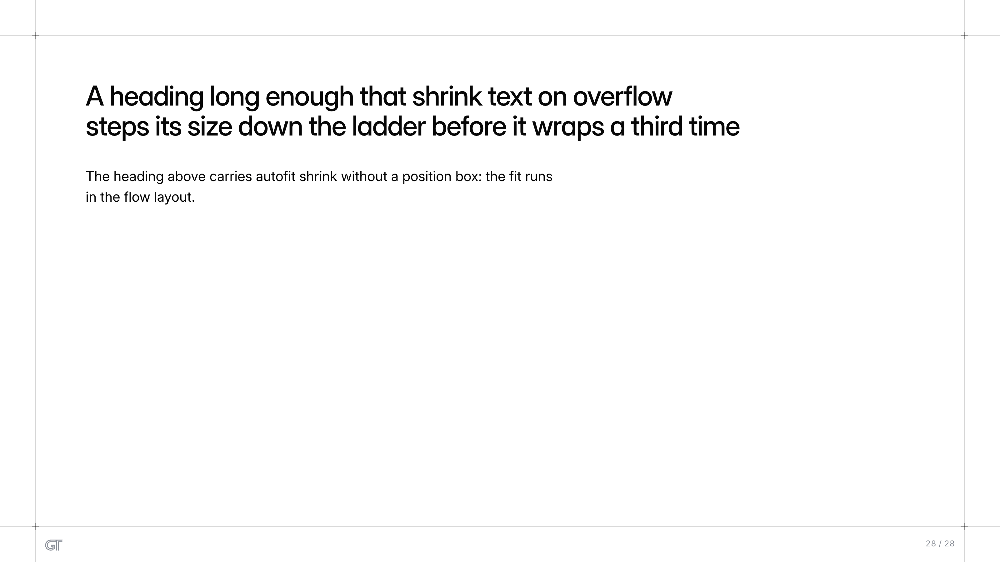 A heading long enough that shrink text on overflow
steps its size down the ladder before it wraps a third time
The heading above carries autofit shrink without a position box: the fit runs
in the flow layout.
GT
28 / 28